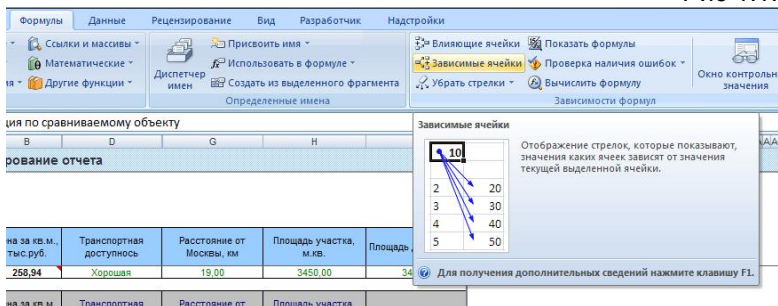 Формулы Данные Рецензирование Вид Разработчик Надстройки
Ссылки и массивы Присвоить имя Влияющие ячейки Показать формулы
Математические Диспетчер имен Использовать в формуле Зависимые ячейки Проверка наличия ошибок Окно контрольн значения
Другие функции Создать из выделенного фрагмента Убрать стрелки Вычислить формулу
Определенные имена Зависимости формул
ция по сравниваемому объекту
B D G H
рование отчета
Зависимые ячейки
Отображение стрелок, которые показывают,
значения каких ячеек зависят от значения
текущей выделенной ячейки.
10
2 20
3 30
4 40
5 50
Для получения дополнительных сведений нажмите клавишу F1.
на за кв.м., тыс.руб. Транспортная доступнось Расстояние от Москвы, км Площадь участка, м.кв. Площадь
258,94 Хорошая 19,00 3450,00 34
на за кв.м. Транспортная Расстояние от Площадь участка